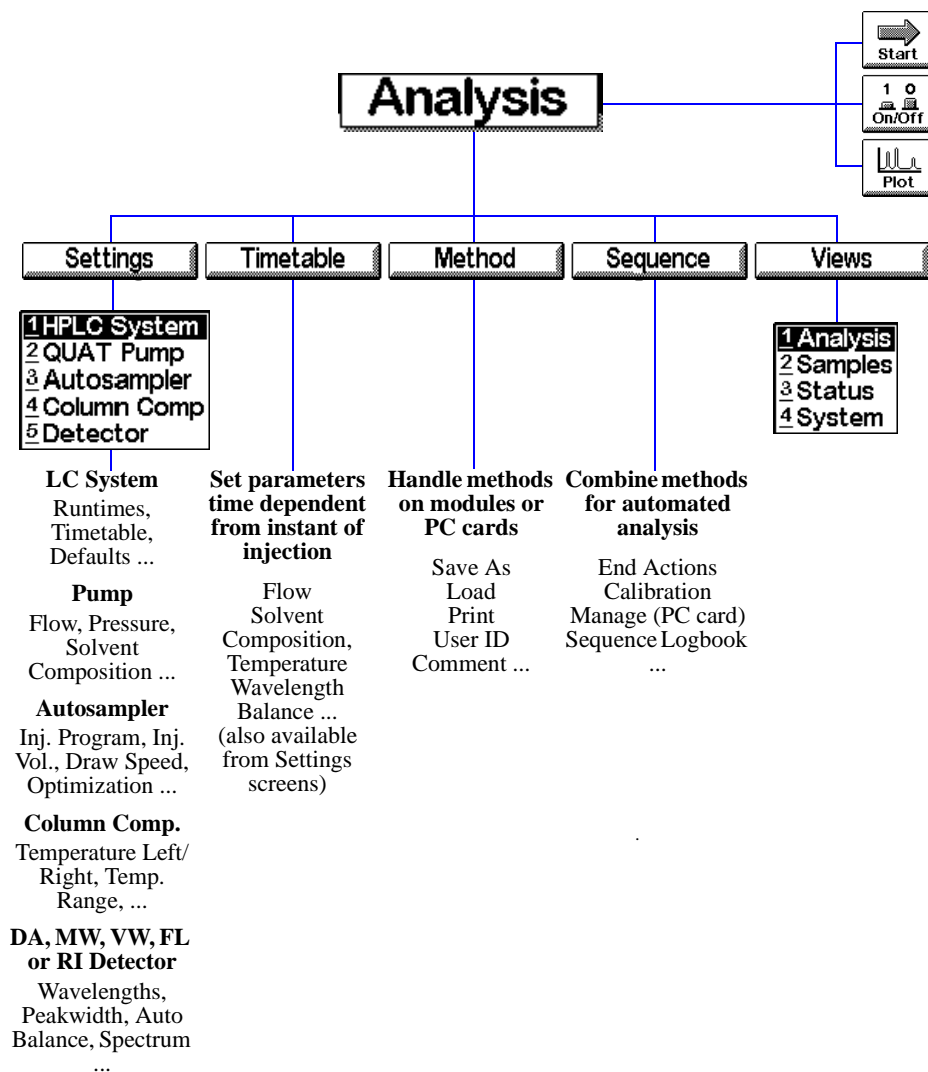 Start
Analysis
1 0
On/Off
Plot
Settings
Timetable
Method
Sequence
Views
1 HPLC System
2 QUAT Pump
3 Autosampler
4 Column Comp
5 Detector
1 Analysis
2 Samples
3 Status
4 System
LC System
Runtimes,
Timetable,
Defaults ...
Pump
Flow, Pressure,
Solvent
Composition ...
Autosampler
Inj. Program, Inj.
Vol., Draw Speed,
Optimization ...
Column Comp.
Temperature Left/
Right, Temp.
Range, ...
DA, MW, VW, FL
or RI Detector
Wavelengths,
Peakwidth, Auto
Balance, Spectrum
...
Set parameters
time dependent
from instant of
injection
Flow
Solvent
Composition,
Temperature
Wavelength
Balance ...
(also available
from Settings
screens)
Handle methods
on modules or
PC cards
Save As
Load
Print
User ID
Comment ...
Combine methods
for automated
analysis
End Actions
Calibration
Manage (PC card)
Sequence Logbook
...
.